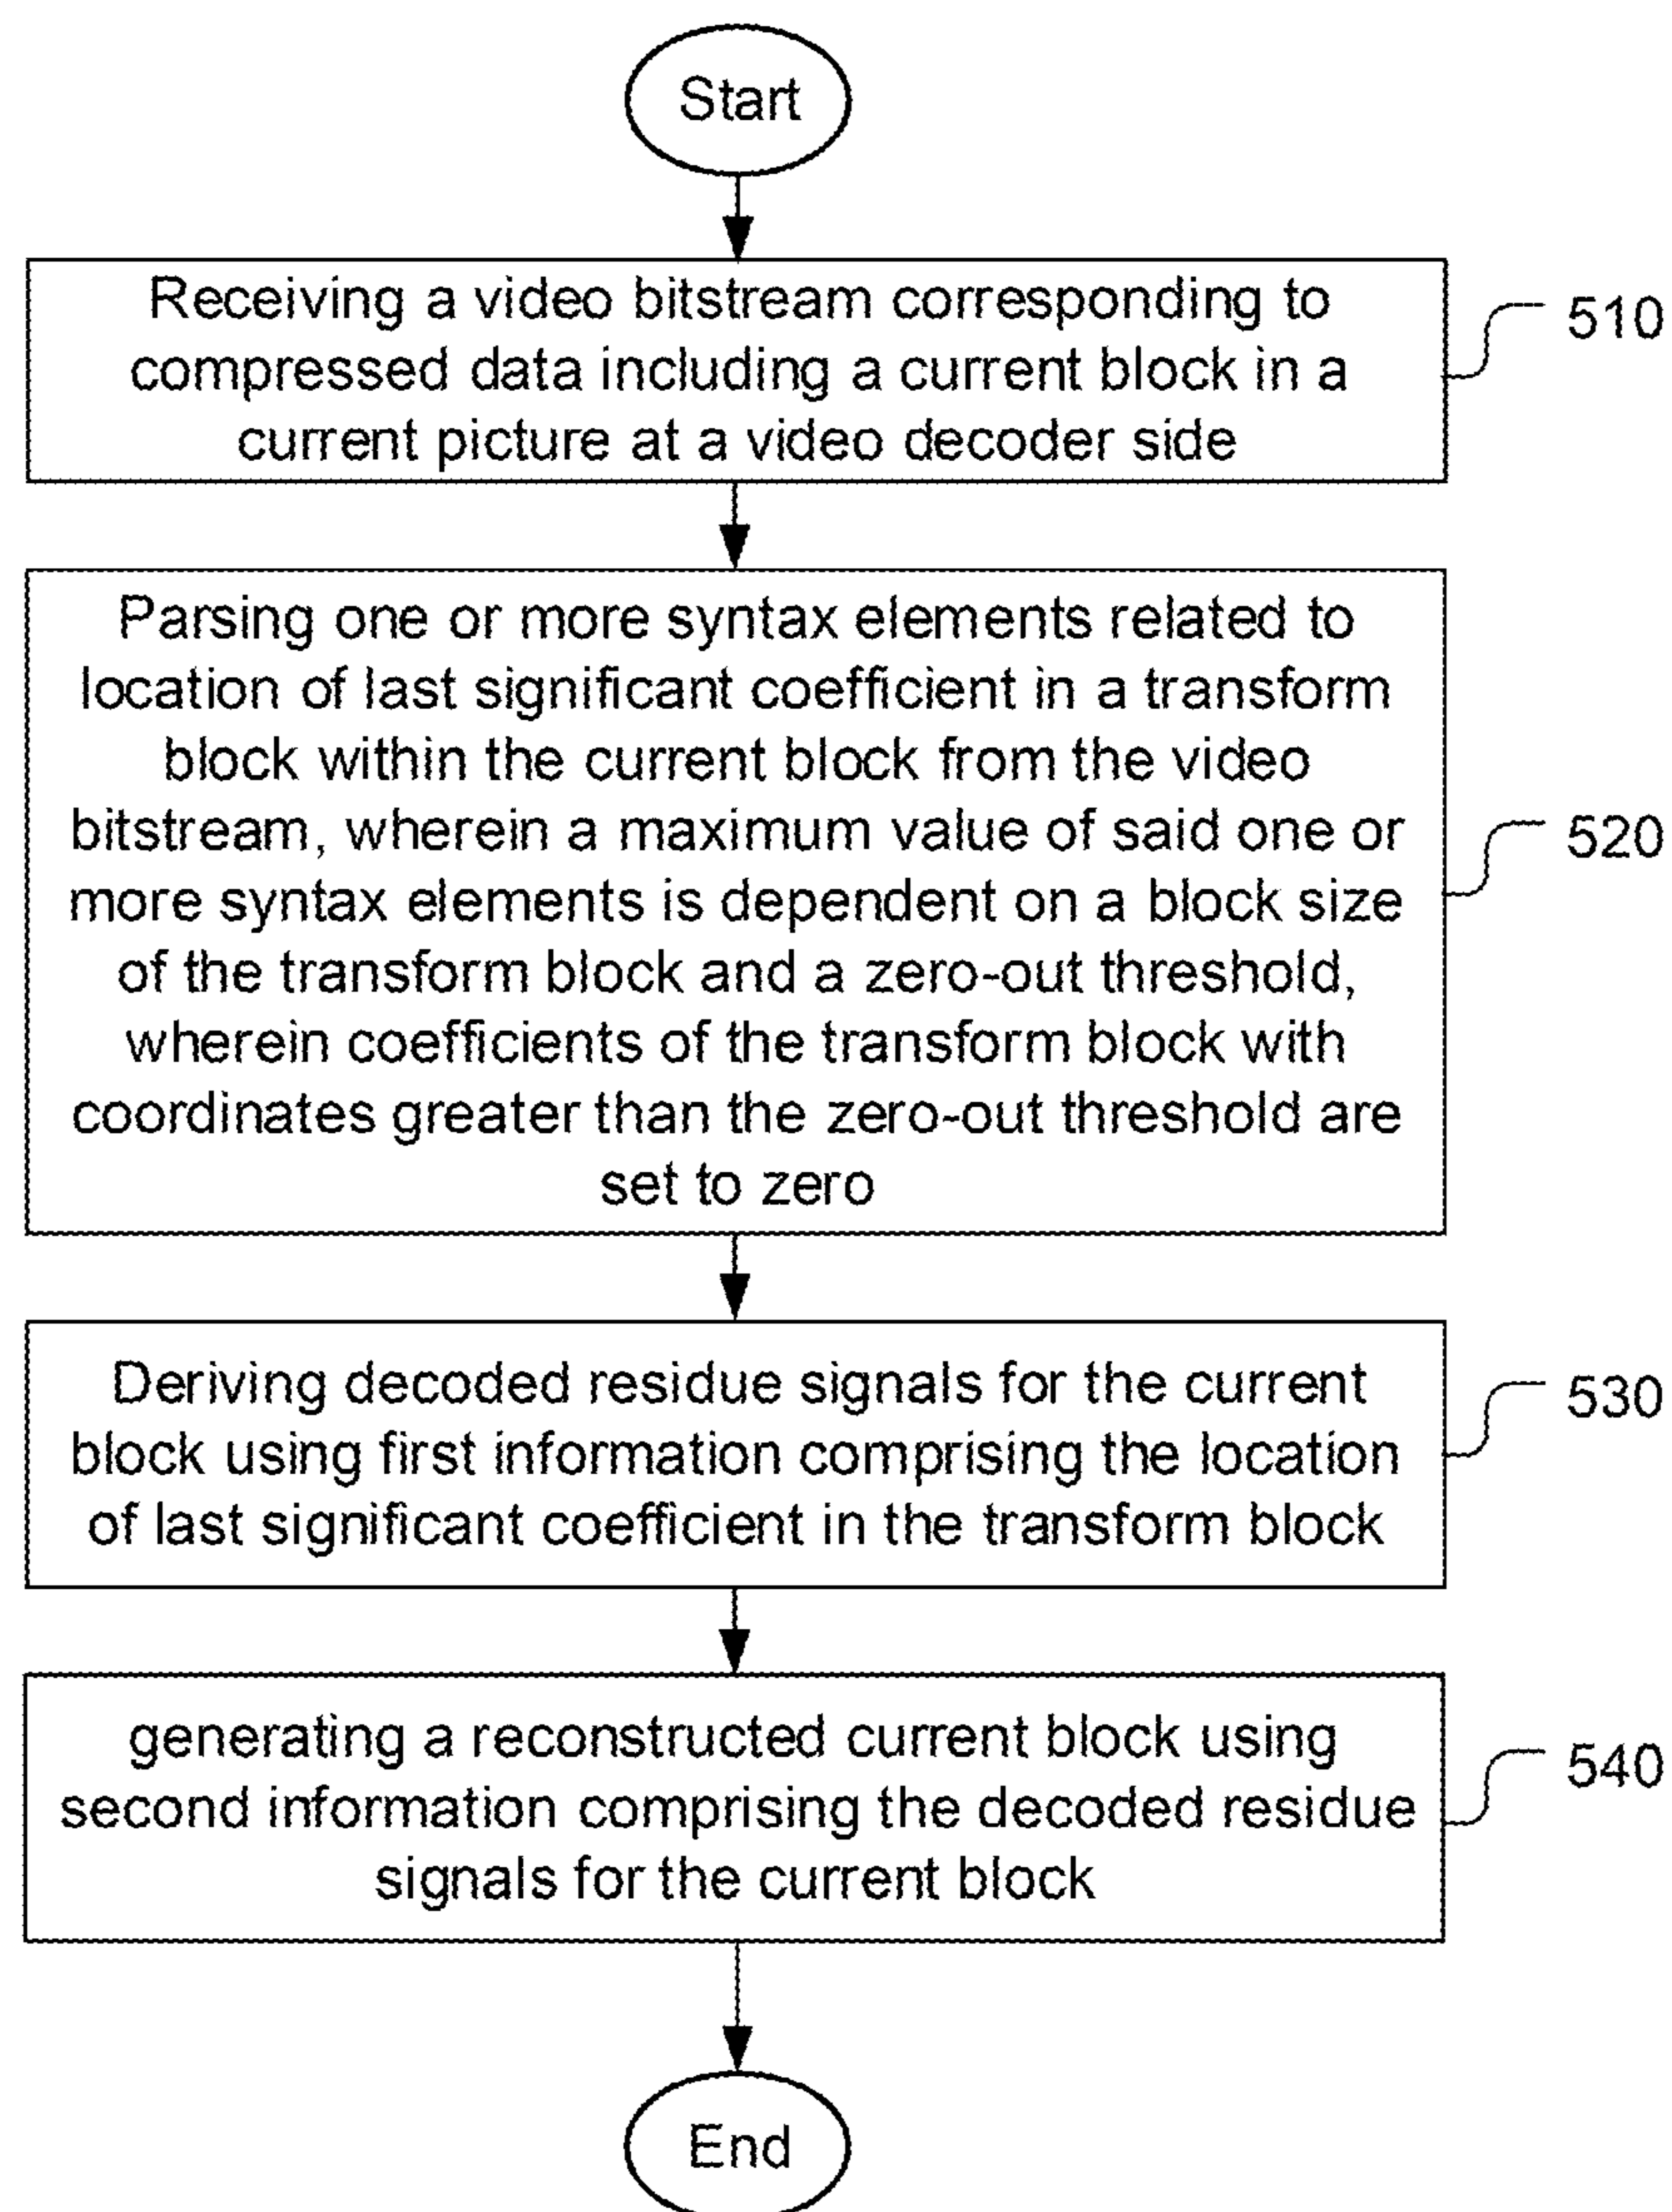 Start
Receiving a video bitstream corresponding to
compressed data including a current block in a
current picture at a video decoder side
510
Parsing one or more syntax elements related to
location of last significant coefficient in a transform
block within the current block from the video
bitstream, wherein a maximum value of said one or
more syntax elements is dependent on a block size
of the transform block and a zero-out threshold,
wherein coefficients of the transform block with
coordinates greater than the zero-out threshold are
set to zero
520
Deriving decoded residue signals for the current
block using first information comprising the location
of last significant coefficient in the transform block
530
generating a reconstructed current block using
second information comprising the decoded residue
signals for the current block
540
End